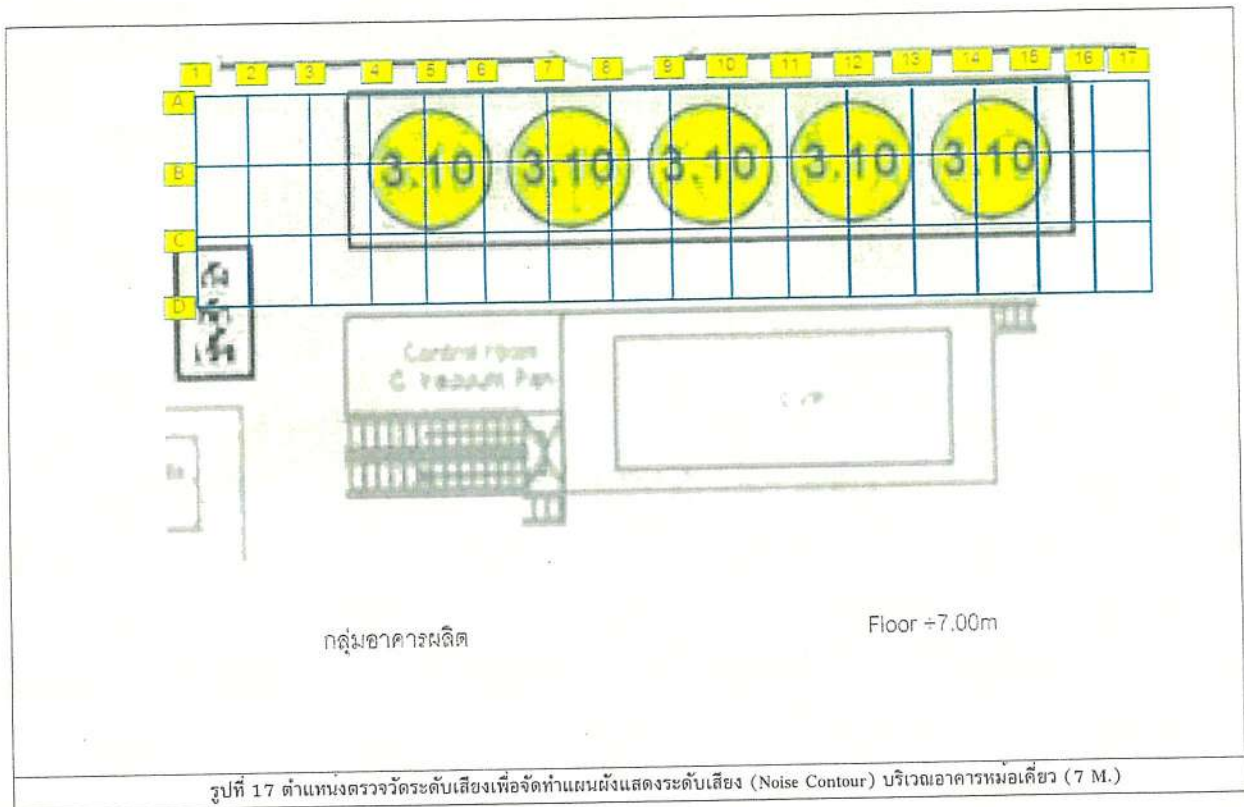 1 2 3 4 5 6 7 8 9 10 11 12 13 14 15 16 17
A
B
C
D
3.10 3.10 3.10 3.10 3.10
Control room
C Vacuum Pan
กลุ่มอาคารผลิต
Floor +7.00m
รูปที่ 17 ตำแหน่งตรวจวัดระดับเสียงเพื่อจัดทำแผนผังแสดงระดับเสียง (Noise Contour) บริเวณอาคารหม้อเคี่ยว (7 M.)